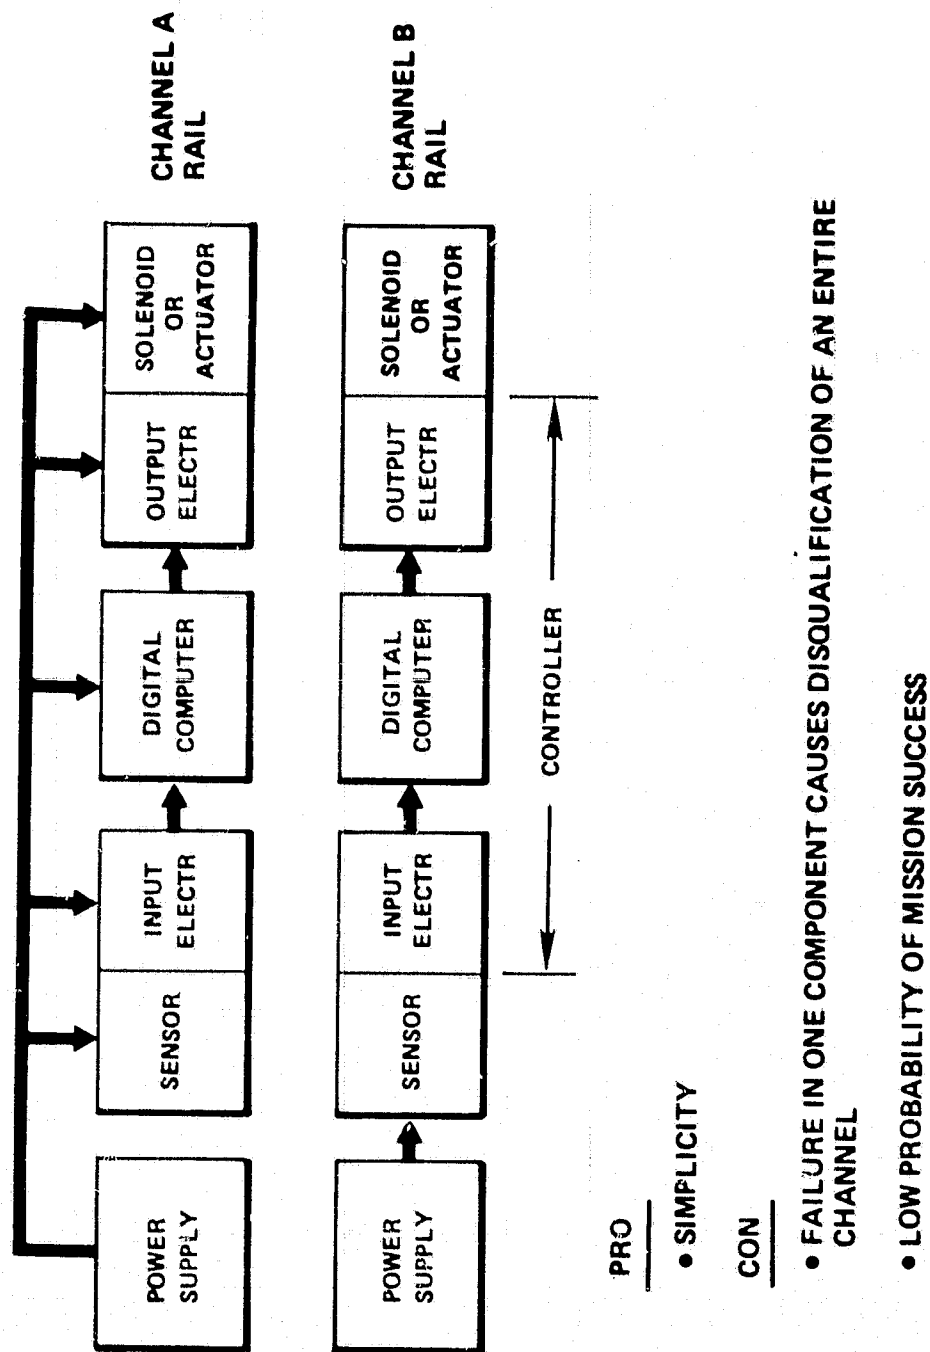 POWER
SUPPLY
SENSOR
INPUT
ELECTR
DIGITAL
COMPUTER
OUTPUT
ELECTR
SOLENOID
OR
ACTUATOR
CHANNEL A
RAIL
POWER
SUPPLY
SENSOR
INPUT
ELECTR
DIGITAL
COMPUTER
OUTPUT
ELECTR
SOLENOID
OR
ACTUATOR
CHANNEL B
RAIL
CONTROLLER
PRO
• SIMPLICITY
CON
• FAILURE IN ONE COMPONENT CAUSES DISQUALIFICATION OF AN ENTIRE
CHANNEL
• LOW PROBABILITY OF MISSION SUCCESS